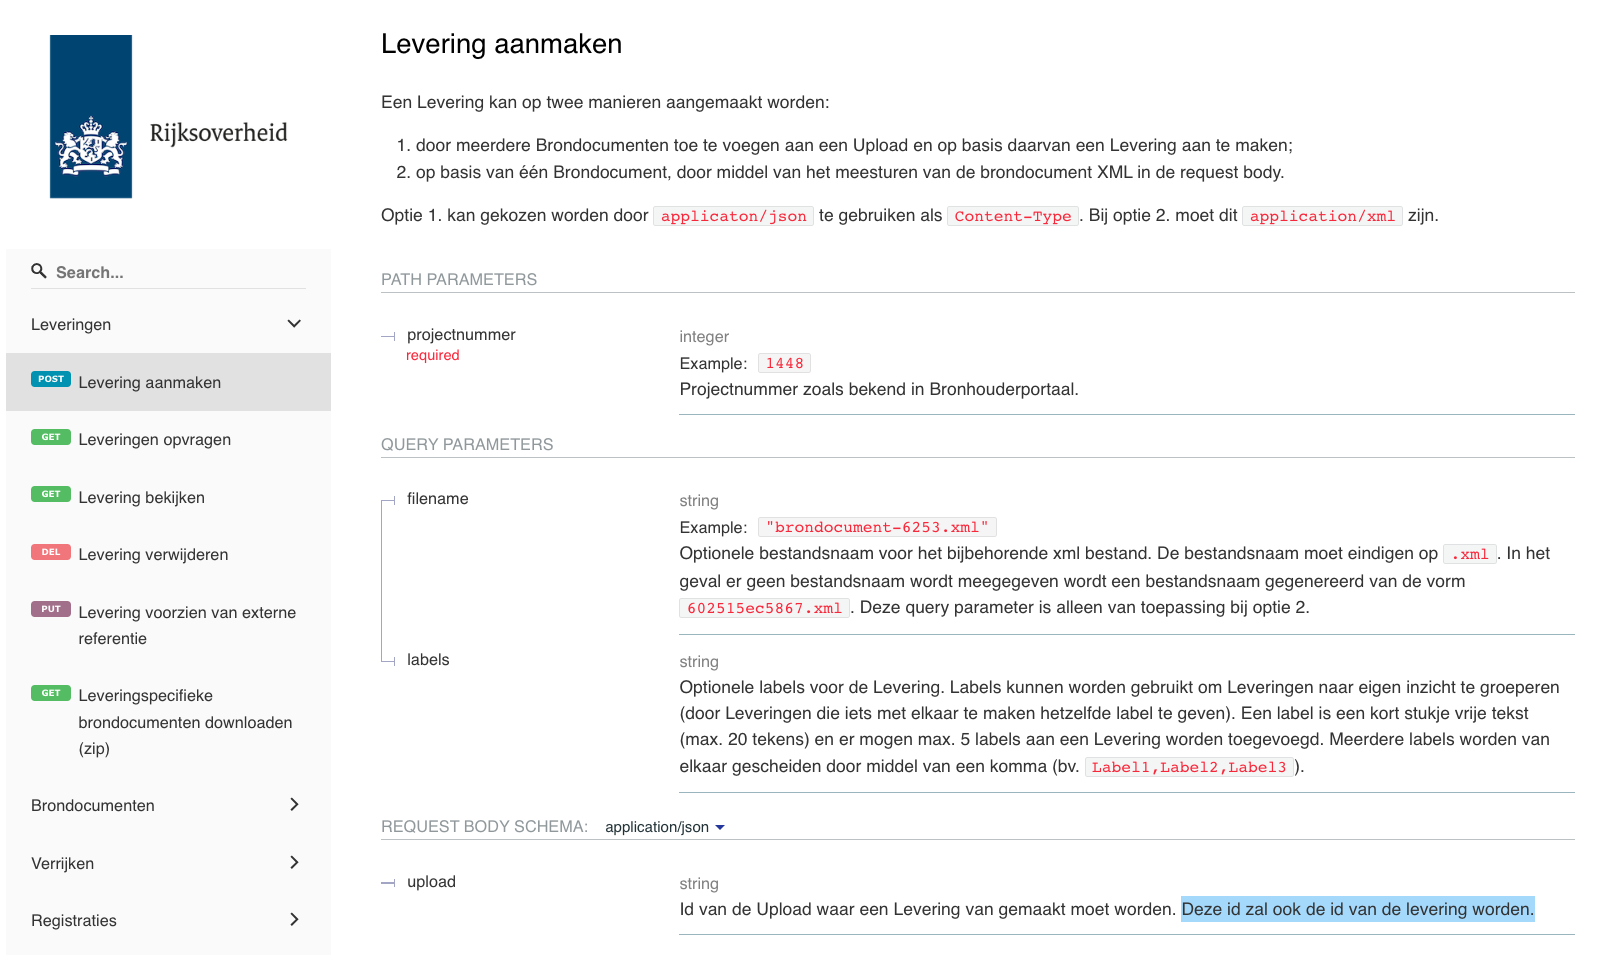 Rijksoverheid
Search...
Leveringen
POST Levering aanmaken
GET Leveringen opvragen
GET Levering bekijken
DEL Levering verwijderen
PUT Levering voorzien van externe
referentie
GET Leveringspecifieke
brondocumenten downloaden
(zip)
Brondocumenten
Verrijken
Registraties
Levering aanmaken
Een Levering kan op twee manieren aangemaakt worden:
1. door meerdere Brondocumenten toe te voegen aan een Upload en op basis daarvan een Levering aan te maken;
2. op basis van één Brondocument, door middel van het meesturen van de brondocument XML in de request body.
Optie 1. kan gekozen worden door applicaton/json te gebruiken als Content-Type. Bij optie 2. moet dit application/xml zijn.
PATH PARAMETERS
projectnummer
required
integer
Example: 1448
Projectnummer zoals bekend in Bronhouderportaal.
QUERY PARAMETERS
filename
string
Example: "brondocument-6253.xml"
Optionele bestandsnaam voor het bijbehorende xml bestand. De bestandsnaam moet eindigen op .xml. In het
geval er geen bestandsnaam wordt meegegeven wordt een bestandsnaam gegenereerd van de vorm
602515ec5867.xml. Deze query parameter is alleen van toepassing bij optie 2.
labels
string
Optionele labels voor de Levering. Labels kunnen worden gebruikt om Leveringen naar eigen inzicht te groeperen
(door Leveringen die iets met elkaar te maken hetzelfde label te geven). Een label is een kort stukje vrije tekst
(max. 20 tekens) en er mogen max. 5 labels aan een Levering worden toegevoegd. Meerdere labels worden van
elkaar gescheiden door middel van een komma (bv. Label1,Label2,Label3).
REQUEST BODY SCHEMA: application/json
upload
string
Id van de Upload waar een Levering van gemaakt moet worden. Deze id zal ook de id van de levering worden.